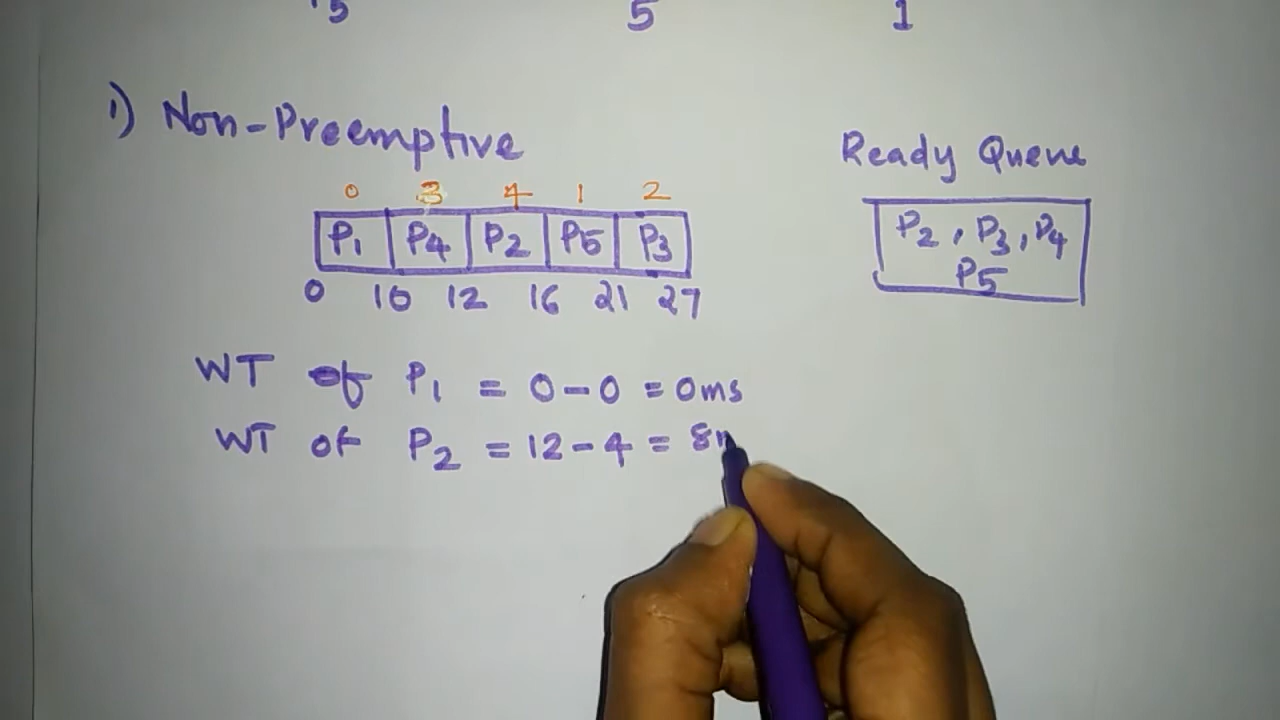 5 5 1
1) Non-Preemptive
Ready Queue
0 3 4 1 2
P1 P4 P2 P5 P3
0 10 12 16 21 27
P2, P3, P4
P5
WT of P1 = 0-0 = 0ms
WT of P2 = 12-4 = 8m